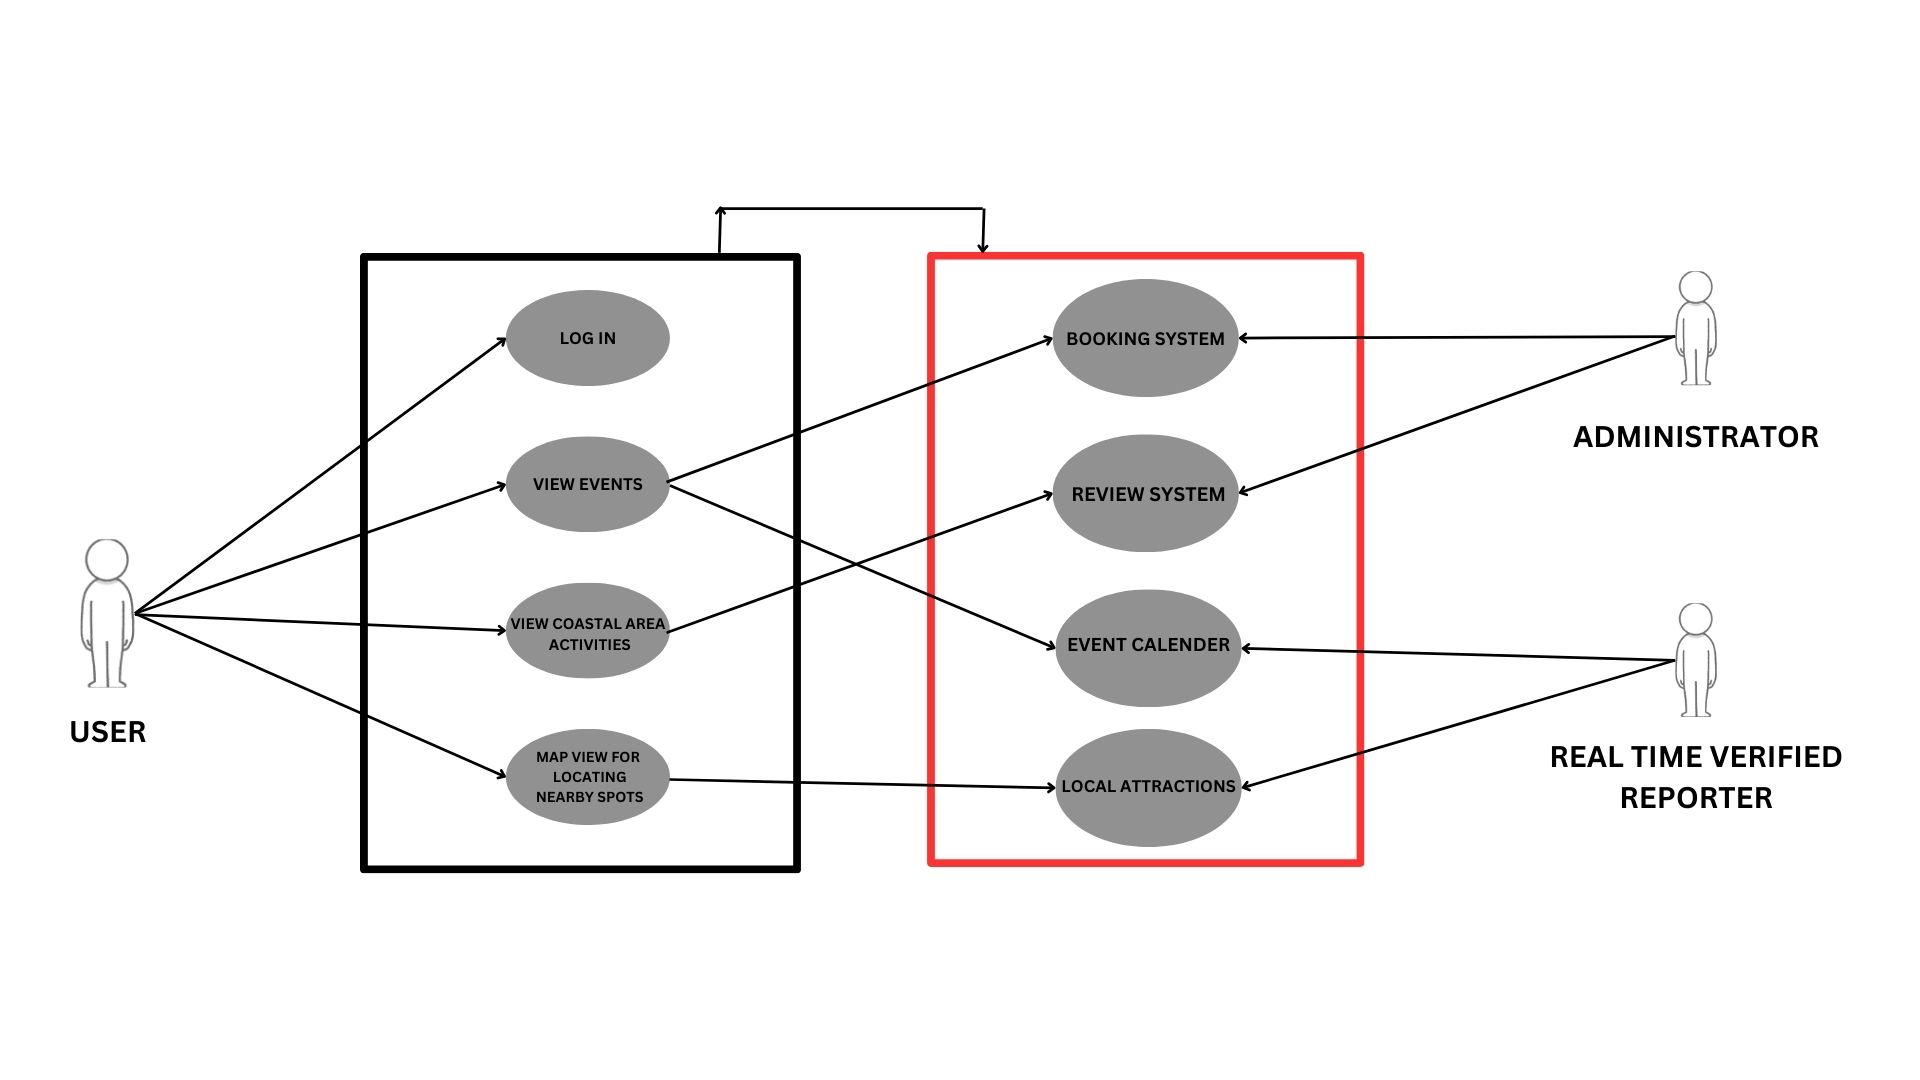 LOG IN
VIEW EVENTS
VIEW COASTAL AREA
ACTIVITIES
MAP VIEW FOR
LOCATING
NEARBY SPOTS
USER
BOOKING SYSTEM
REVIEW SYSTEM
EVENT CALENDER
LOCAL ATTRACTIONS
ADMINISTRATOR
REAL TIME VERIFIED
REPORTER